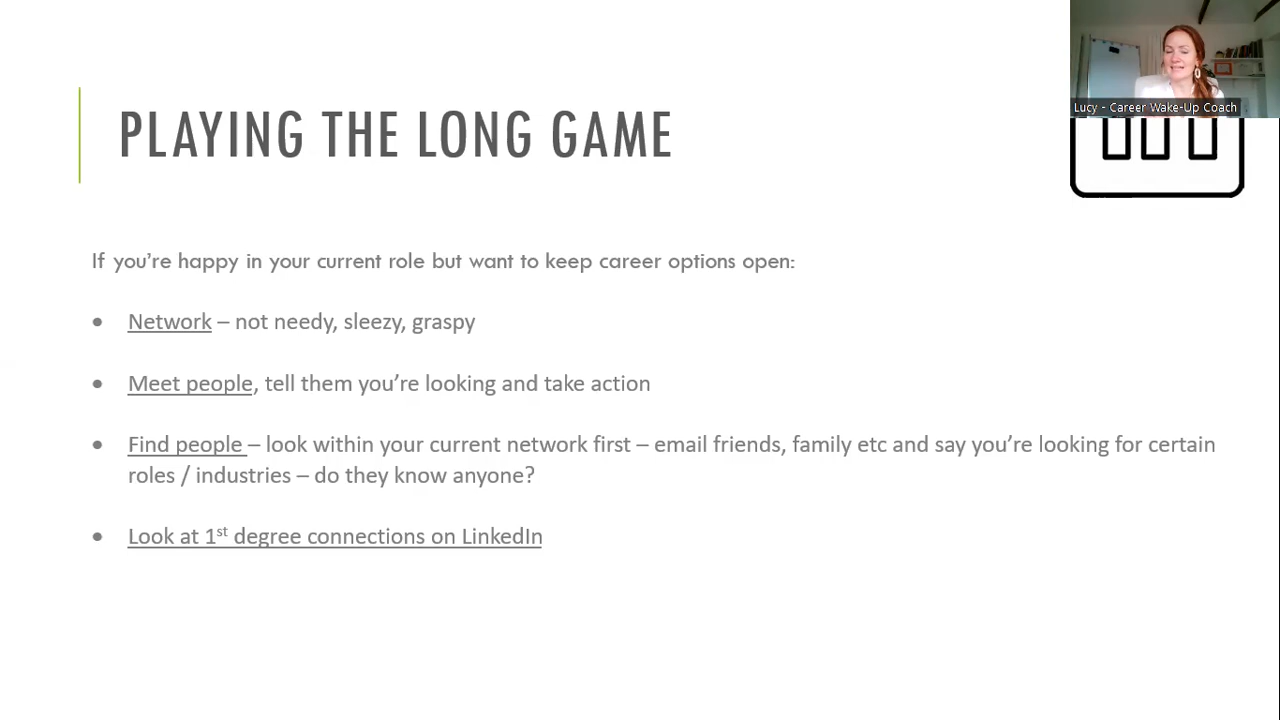 Lucy - Career Wake-Up Coach
PLAYING THE LONG GAME
If you’re happy in your current role but want to keep career options open:
• Network – not needy, sleezy, graspy
• Meet people, tell them you’re looking and take action
• Find people – look within your current network first – email friends, family etc and say you’re looking for certain
roles / industries – do they know anyone?
• Look at 1st degree connections on LinkedIn